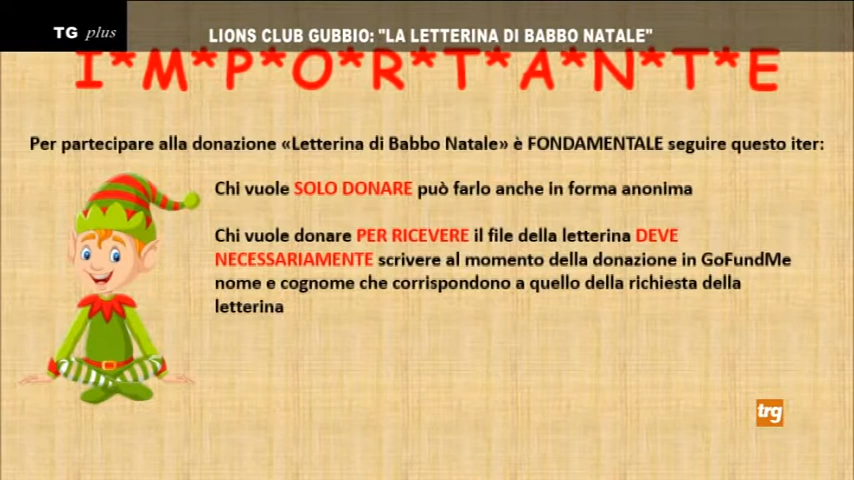 TG plus
LIONS CLUB GUBBIO: "LA LETTERINA DI BABBO NATALE"
I*M*P*O*R*T*A*N*T*E
Per partecipare alla donazione «Letterina di Babbo Natale» è FONDAMENTALE seguire questo iter:
Chi vuole SOLO DONARE può farlo anche in forma anonima
Chi vuole donare PER RICEVERE il file della letterina DEVE
NECESSARIAMENTE scrivere al momento della donazione in GoFundMe
nome e cognome che corrispondono a quello della richiesta della
letterina
trg